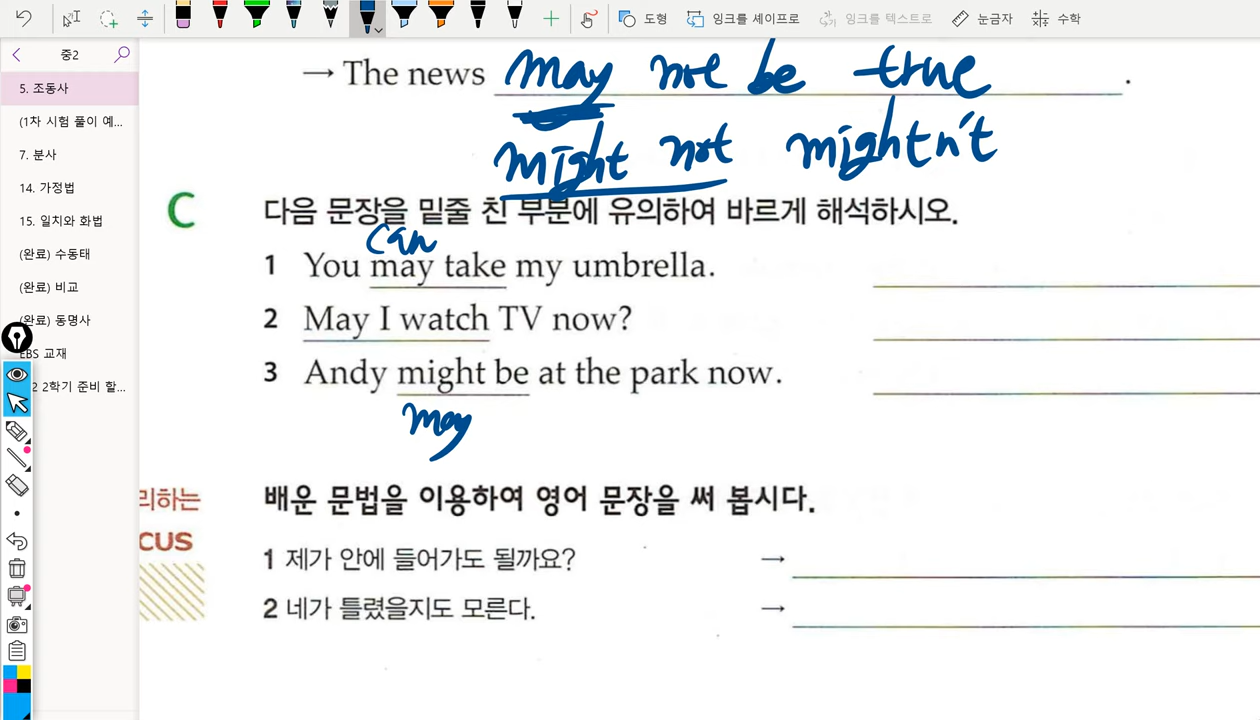 도형
잉크를 셰이프로
잉크를 텍스트로
눈금자
수학
중2
5. 조동사
(1차 시험 풀이 예...
7. 분사
14. 가정법
15. 일치와 화법
(완료) 수동태
(완료) 비교
(완료) 동명사
EBS 교재
2 2학기 준비 할...
→ The news may not be true .
might not mightn't
C 다음 문장을 밑줄 친 부분에 유의하여 바르게 해석하시오.
can
1 You may take my umbrella.
2 May I watch TV now?
3 Andy might be at the park now.
may
리하는 배운 문법을 이용하여 영어 문장을 써 봅시다.
CUS
1 제가 안에 들어가도 될까요? →
2 네가 틀렸을지도 모른다. →